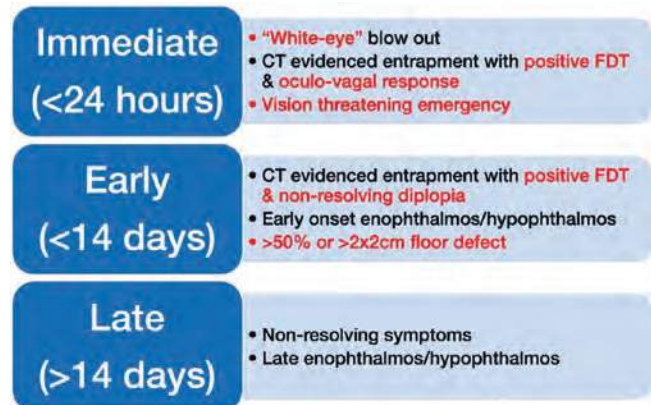 Immediate
(<24 hours)
• "White-eye" blow out
• CT evidenced entrapment with positive FDT
& oculo-vagal response
• Vision threatening emergency
Early
(<14 days)
• CT evidenced entrapment with positive FDT
& non-resolving diplopia
• Early onset enophthalmos/hypophthalmos
• >50% or >2x2cm floor defect
Late
(>14 days)
• Non-resolving symptoms
• Late enophthalmos/hypophthalmos